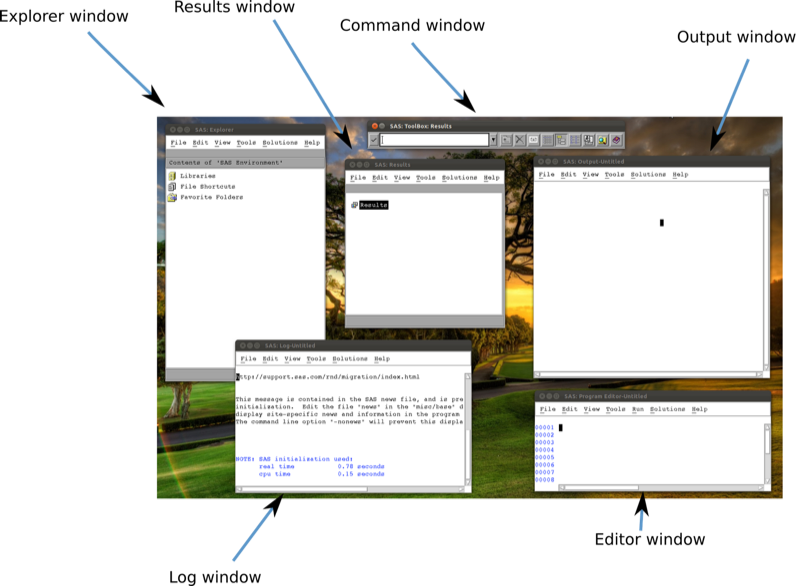 Explorer window
Results window
Command window
Output window
SAS: Explorer
File Edit View Tools Solutions Help
Contents of 'SAS Environment'
Libraries
File Shortcuts
Favorite Folders
SAS: ToolBox: Results
SAS: Results
File Edit View Tools Solutions Help
Results
SAS: Output-Untitled
File Edit View Tools Solutions Help
SAS: Log-Untitled
File Edit View Tools Solutions Help
http://support.sas.com/rnd/migration/index.html
This message is contained in the SAS news file, and is pre
initialization. Edit the file 'news' in the 'misc/base' d
display site-specific news and information in the program
The command line option '-nonews' will prevent this displa
NOTE: SAS initialization used:
real time 0.78 seconds
cpu time 0.15 seconds
SAS: Program Editor-Untitled
File Edit View Tools Run Solutions Help
00001
00002
00003
00004
00005
00006
00007
00008
Editor window
Log window